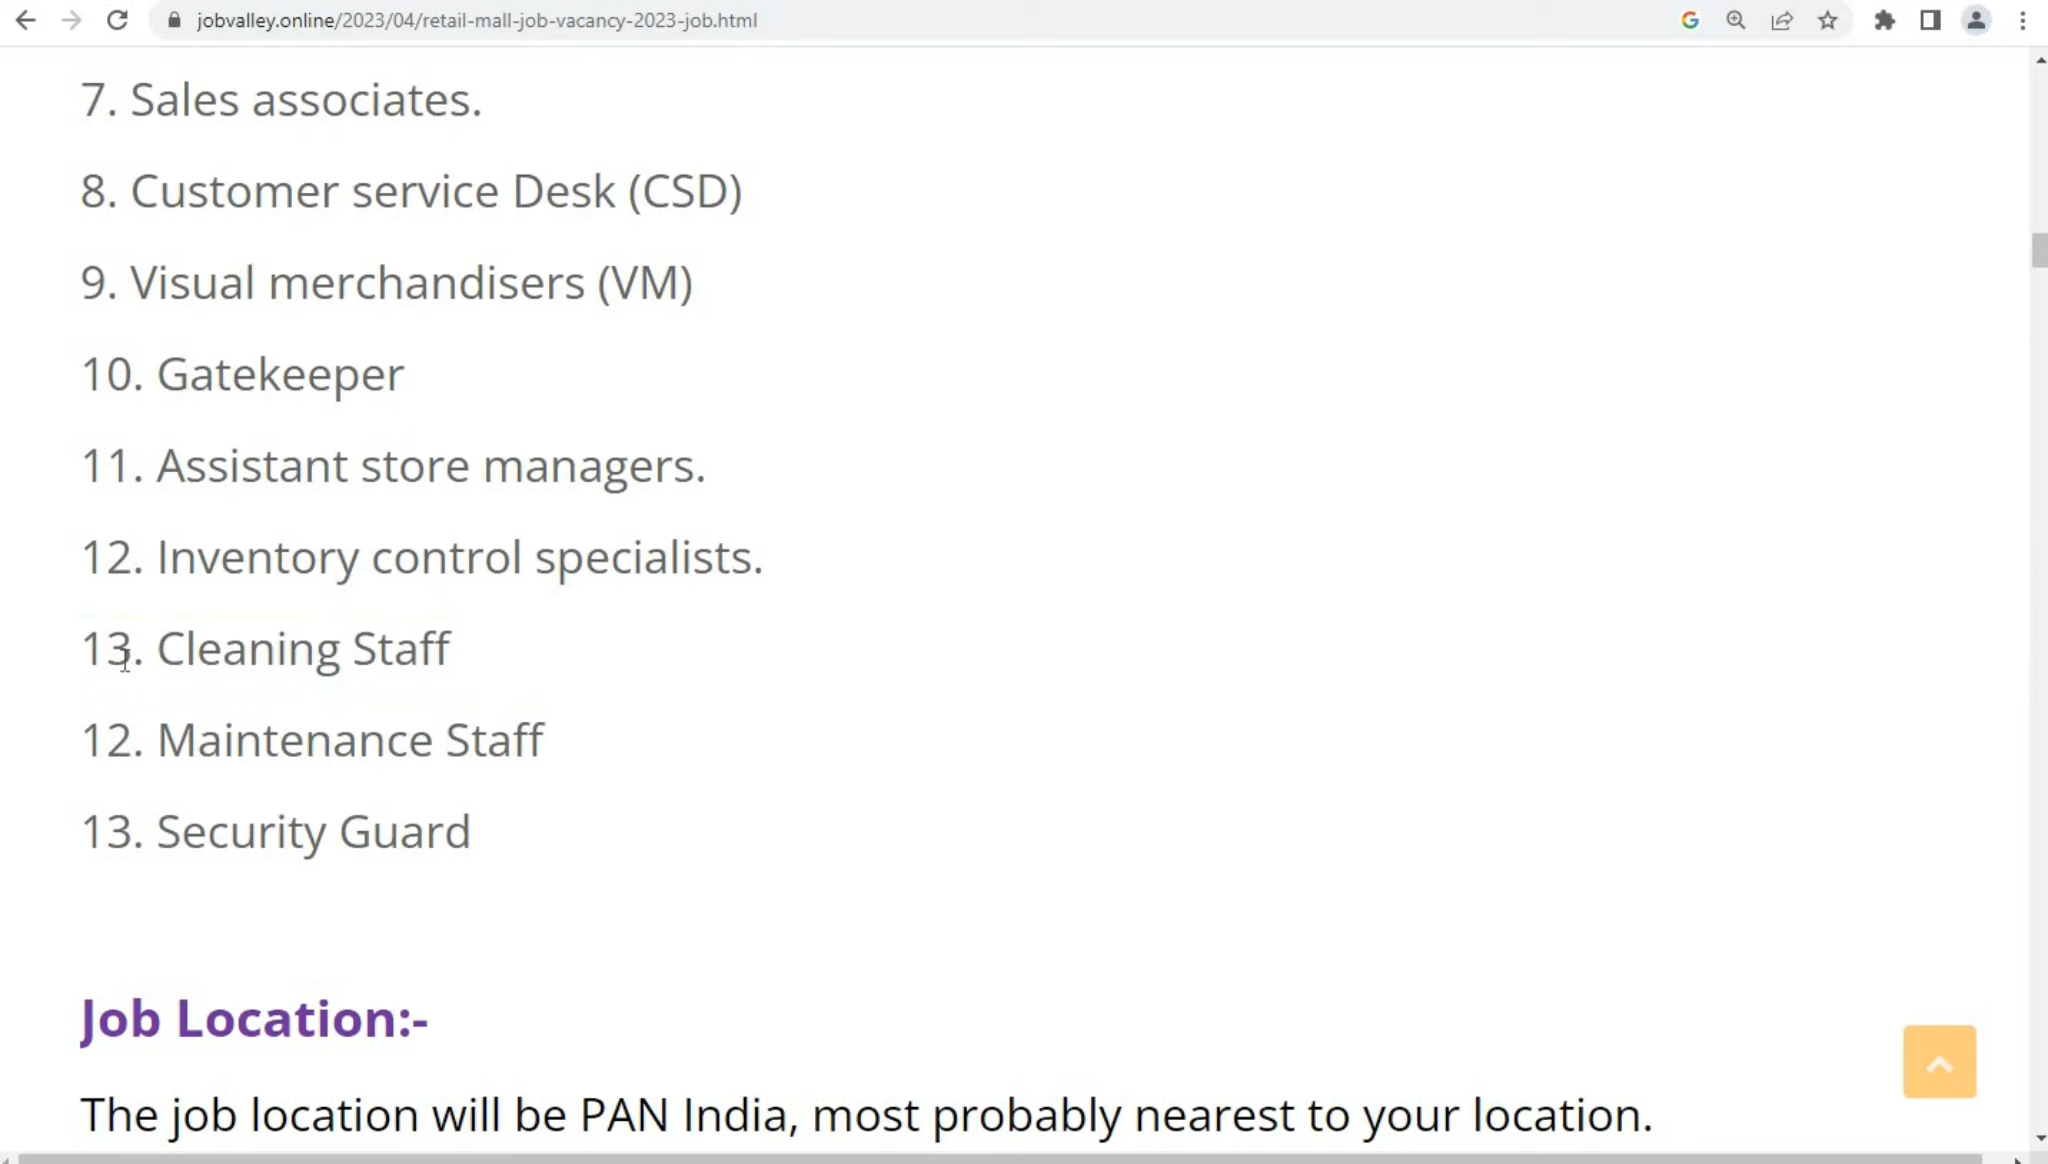 jobvalley.online/2023/04/retail-mall-job-vacancy-2023-job.html
7. Sales associates.
8. Customer service Desk (CSD)
9. Visual merchandisers (VM)
10. Gatekeeper
11. Assistant store managers.
12. Inventory control specialists.
13. Cleaning Staff
12. Maintenance Staff
13. Security Guard
Job Location:-
The job location will be PAN India, most probably nearest to your location.